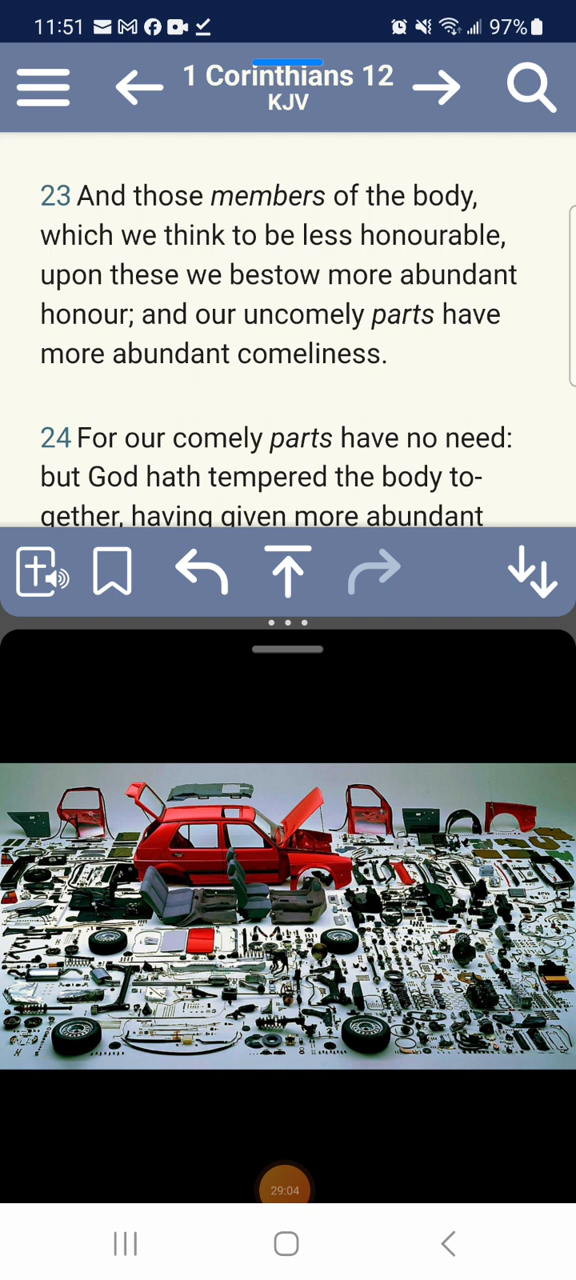 11:51
97%
1 Corinthians 12
KJV
23 And those members of the body,
which we think to be less honourable,
upon these we bestow more abundant
honour; and our uncomely parts have
more abundant comeliness.
24 For our comely parts have no need:
but God hath tempered the body to-
gether, having given more abundant
29:04